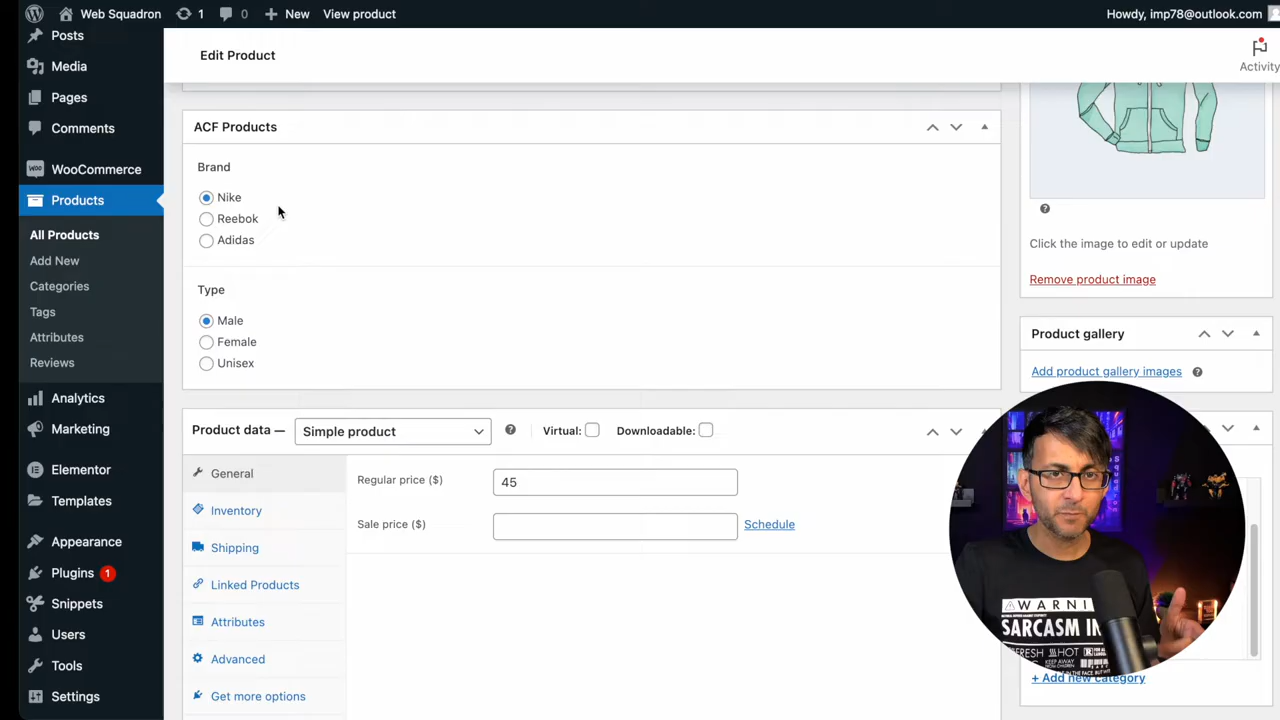 Web Squadron
1
0
New
View product
Howdy, imp78@outlook.com
Posts
Media
Pages
Comments
WooCommerce
Products
All Products
Add New
Categories
Tags
Attributes
Reviews
Analytics
Marketing
Elementor
Templates
Appearance
Plugins 1
Snippets
Users
Tools
Settings
Edit Product
Activity
ACF Products
Brand
Nike
Reebok
Adidas
Type
Male
Female
Unisex
Product data —
Simple product
Virtual:
Downloadable:
General
Inventory
Shipping
Linked Products
Attributes
Advanced
Get more options
Regular price ($)
45
Sale price ($)
Schedule
Click the image to edit or update
Remove product image
Product gallery
Add product gallery images
+ Add new category
WARNI
SARCASM IN